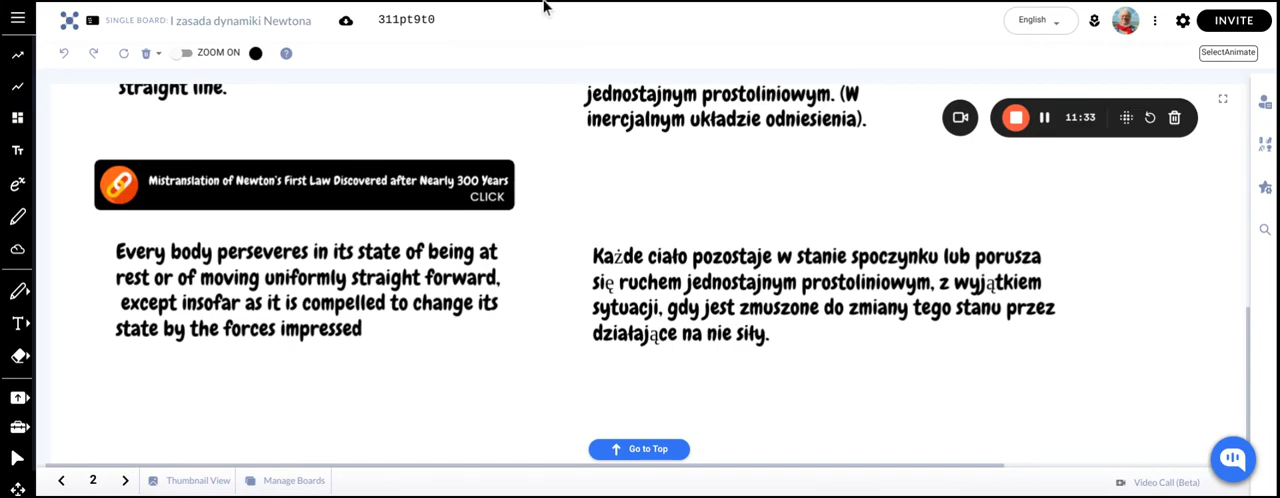 SINGLE BOARD: I zasada dynamiki Newtona
311pt9t0
English
INVITE
ZOOM ON
SelectAnimate
straight line.
jednostajnym prostoliniowym. (W
inercjalnym układzie odniesienia).
11:33
Mistranslation of Newton's First Law Discovered after Nearly 300 Years
CLICK
Every body perseveres in its state of being at
rest or of moving uniformly straight forward,
except insofar as it is compelled to change its
state by the forces impressed
Każde ciało pozostaje w stanie spoczynku lub porusza
się ruchem jednostajnym prostoliniowym, z wyjątkiem
sytuacji, gdy jest zmuszone do zmiany tego stanu przez
działające na nie siły.
Go to Top
2
Thumbnail View
Manage Boards
Video Call (Beta)